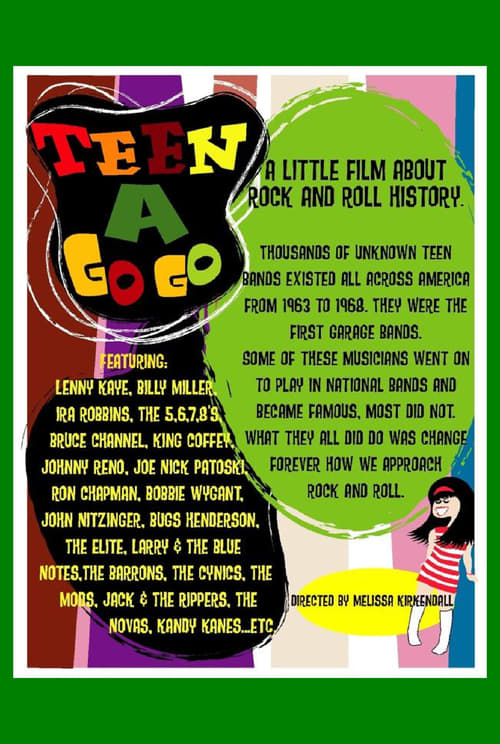 TEEN
A
GO GO
A LITTLE FILM ABOUT
ROCK AND ROLL HISTORY.
THOUSANDS OF UNKNOWN TEEN
BANDS EXISTED ALL ACROSS AMERICA
FROM 1963 TO 1968. THEY WERE THE
FIRST GARAGE BANDS.
SOME OF THESE MUSICIANS WENT ON
TO PLAY IN NATIONAL BANDS AND
BECAME FAMOUS, MOST DID NOT.
WHAT THEY ALL DID DO WAS CHANGE
FOREVER HOW WE APPROACH
ROCK AND ROLL.
FEATURING:
LENNY KAYE, BILLY MILLER,
IRA ROBBINS, THE 5,6,7,8'S,
BRUCE CHANNEL, KING COFFEY,
JOHNNY RENO, JOE NICK PATOSKI,
RON CHAPMAN, BOBBIE WYGANT,
JOHN NITZINGER, BUGS HENDERSON,
THE ELITE, LARRY & THE BLUE
NOTES,THE BARRONS, THE CYNICS, THE
MODS, JACK & THE RIPPERS, THE
NOVAS, KANDY KANES...ETC
DIRECTED BY MELISSA KIRKENDALL